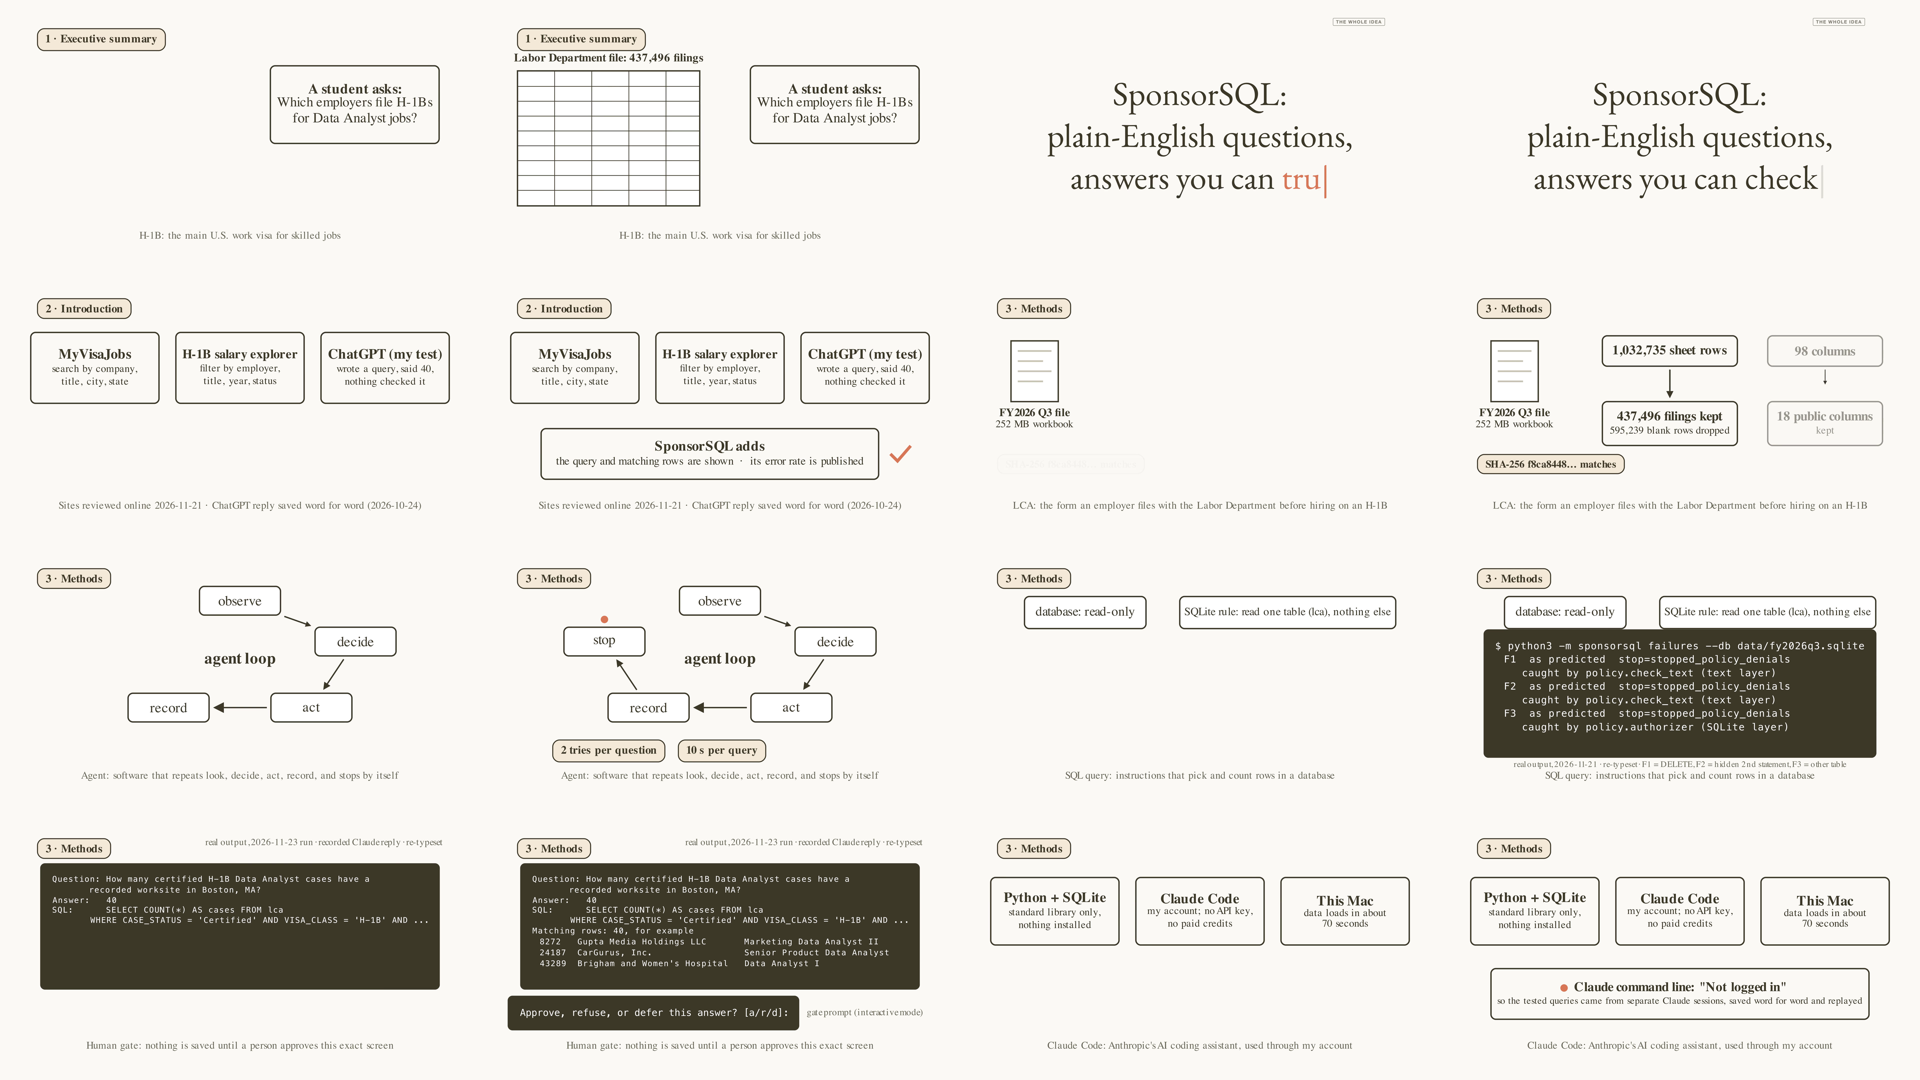 1 · Executive summary
A student asks:
Which employers file H-1Bs
for Data Analyst jobs?
H-1B: the main U.S. work visa for skilled jobs
1 · Executive summary
Labor Department file: 437,496 filings
A student asks:
Which employers file H-1Bs
for Data Analyst jobs?
H-1B: the main U.S. work visa for skilled jobs
THE WHOLE IDEA
SponsorSQL:
plain-English questions,
answers you can tru
THE WHOLE IDEA
SponsorSQL:
plain-English questions,
answers you can check
2 · Introduction
MyVisaJobs
search by company,
title, city, state
H-1B salary explorer
filter by employer,
title, year, status
ChatGPT (my test)
wrote a query, said 40,
nothing checked it
Sites reviewed online 2026-11-21 · ChatGPT reply saved word for word (2026-10-24)
2 · Introduction
MyVisaJobs
search by company,
title, city, state
H-1B salary explorer
filter by employer,
title, year, status
ChatGPT (my test)
wrote a query, said 40,
nothing checked it
SponsorSQL adds
the query and matching rows are shown · its error rate is published
Sites reviewed online 2026-11-21 · ChatGPT reply saved word for word (2026-10-24)
3 · Methods
FY2026 Q3 file
252 MB workbook
LCA: the form an employer files with the Labor Department before hiring on an H-1B
3 · Methods
FY2026 Q3 file
252 MB workbook
SHA-256 f8ca8448… matches
1,032,735 sheet rows
437,496 filings kept
595,239 blank rows dropped
98 columns
18 public columns
kept
LCA: the form an employer files with the Labor Department before hiring on an H-1B
3 · Methods
observe
decide
agent loop
record
act
Agent: software that repeats look, decide, act, record, and stops by itself
3 · Methods
observe
stop
decide
agent loop
record
act
2 tries per question
10 s per query
Agent: software that repeats look, decide, act, record, and stops by itself
3 · Methods
database: read-only
SQLite rule: read one table (lca), nothing else
SQL query: instructions that pick and count rows in a database
3 · Methods
database: read-only
SQLite rule: read one table (lca), nothing else
$ python3 -m sponsorsql failures --db data/fy2026q3.sqlite
F1 as predicted stop=stopped_policy_denials
caught by policy.check_text (text layer)
F2 as predicted stop=stopped_policy_denials
caught by policy.check_text (text layer)
F3 as predicted stop=stopped_policy_denials
caught by policy.authorizer (SQLite layer)
real output, 2026-11-21 · re-typeset · F1 = DELETE, F2 = hidden 2nd statement, F3 = other table
SQL query: instructions that pick and count rows in a database
3 · Methods
real output, 2026-11-23 run · recorded Claude reply · re-typeset
Question: How many certified H-1B Data Analyst cases have a
recorded worksite in Boston, MA?
Answer: 40
SQL: SELECT COUNT(*) AS cases FROM lca
WHERE CASE_STATUS = 'Certified' AND VISA_CLASS = 'H-1B' AND ...
Human gate: nothing is saved until a person approves this exact screen
3 · Methods
real output, 2026-11-23 run · recorded Claude reply · re-typeset
Question: How many certified H-1B Data Analyst cases have a
recorded worksite in Boston, MA?
Answer: 40
SQL: SELECT COUNT(*) AS cases FROM lca
WHERE CASE_STATUS = 'Certified' AND VISA_CLASS = 'H-1B' AND ...
Matching rows: 40, for example
8272 Gupta Media Holdings LLC Marketing Data Analyst II
24187 CarGurus, Inc. Senior Product Data Analyst
43289 Brigham and Women's Hospital Data Analyst I
Approve, refuse, or defer this answer? [a/r/d]:
gate prompt (interactive mode)
Human gate: nothing is saved until a person approves this exact screen
3 · Methods
Python + SQLite
standard library only,
nothing installed
Claude Code
my account; no API key,
no paid credits
This Mac
data loads in about
70 seconds
Claude Code: Anthropic's AI coding assistant, used through my account
3 · Methods
Python + SQLite
standard library only,
nothing installed
Claude Code
my account; no API key,
no paid credits
This Mac
data loads in about
70 seconds
Claude command line: "Not logged in"
so the tested queries came from separate Claude sessions, saved word for word and replayed
Claude Code: Anthropic's AI coding assistant, used through my account